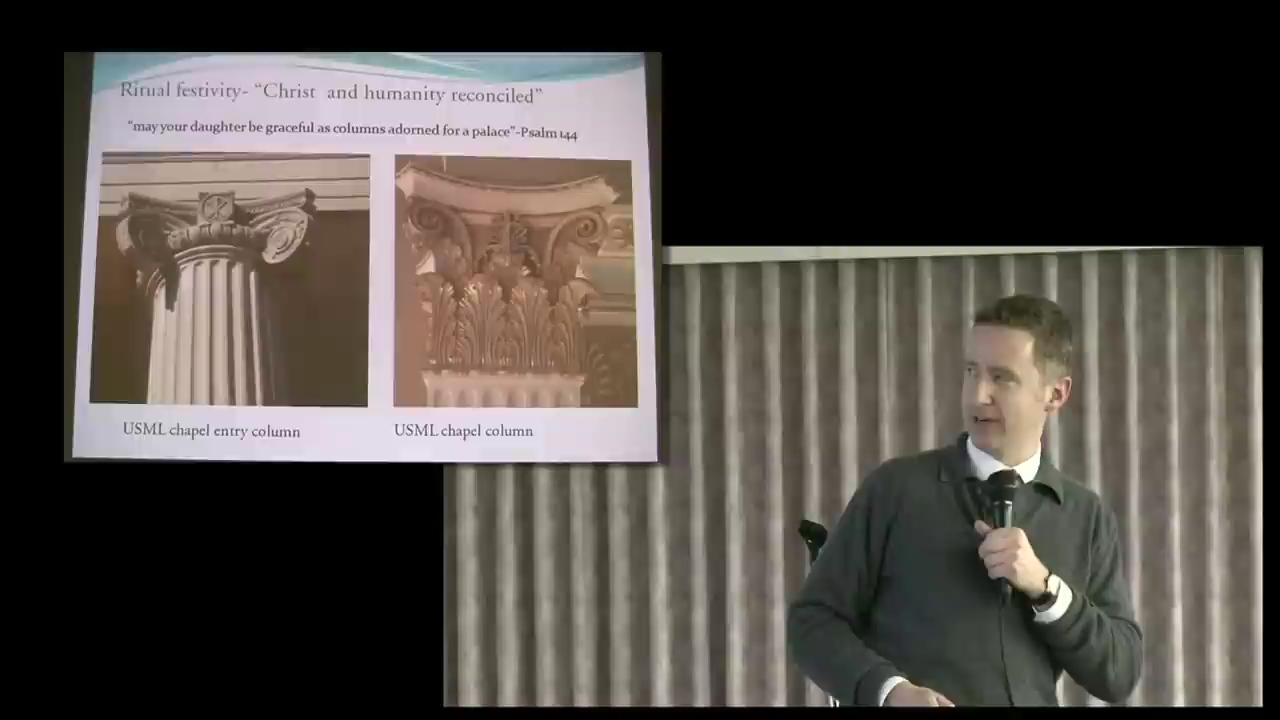 Ritual festivity- “Christ and humanity reconciled”
“may your daughter be graceful as columns adorned for a palace”-Psalm 144
USML chapel entry column
USML chapel column